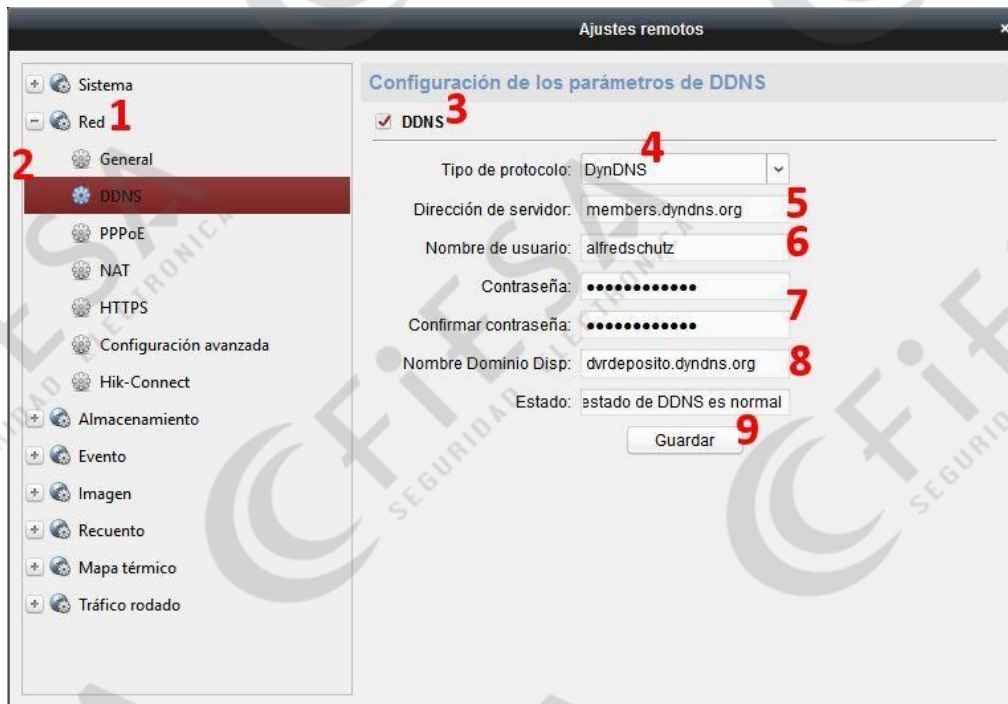 Ajustes remotos ×
Sistema
Red 1
2 General
DDNS
PPPoE
NAT
HTTPS
Configuración avanzada
Hik-Connect
Almacenamiento
Evento
Imagen
Recuento
Mapa térmico
Tráfico rodado
Configuración de los parámetros de DDNS
DDNS 3
4
Tipo de protocolo: DynDNS
Dirección de servidor: members.dyndns.org 5
Nombre de usuario: alfredschutz 6
Contraseña: ●●●●●●●●●●●●
7
Confirmar contraseña: ●●●●●●●●●●●●
Nombre Dominio Disp: dvrdeposito.dyndns.org 8
Estado: estado de DDNS es normal
Guardar 9
FiESA
SEGURIDAD ELECTRONICA